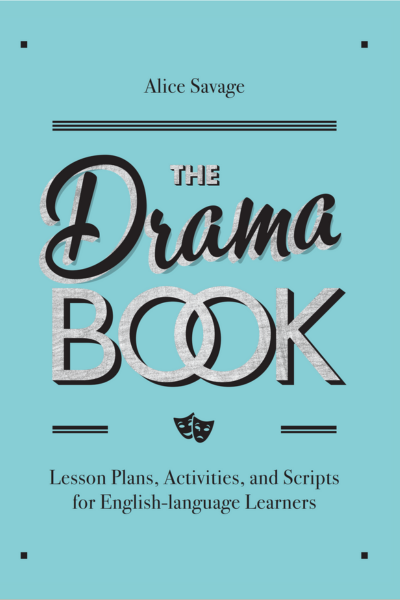 Alice Savage
THE
Drama
BOOK
Lesson Plans, Activities, and Scripts
for English-language Learners